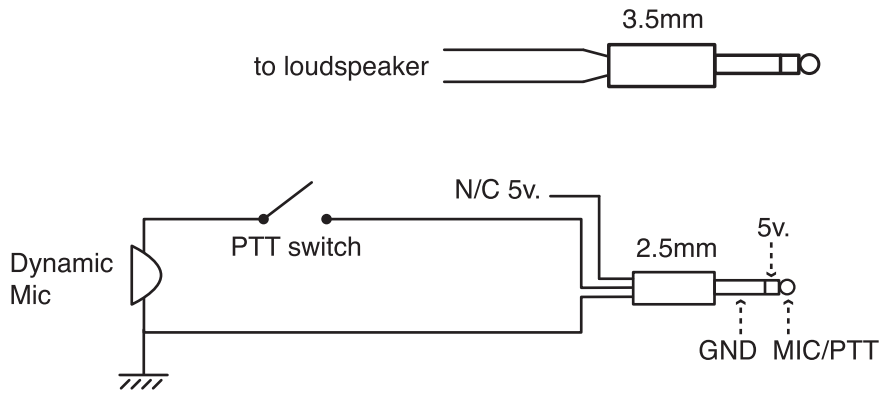 3.5mm
to loudspeaker
N/C 5v.
5v.
PTT switch
2.5mm
Dynamic
Mic
GND MIC/PTT